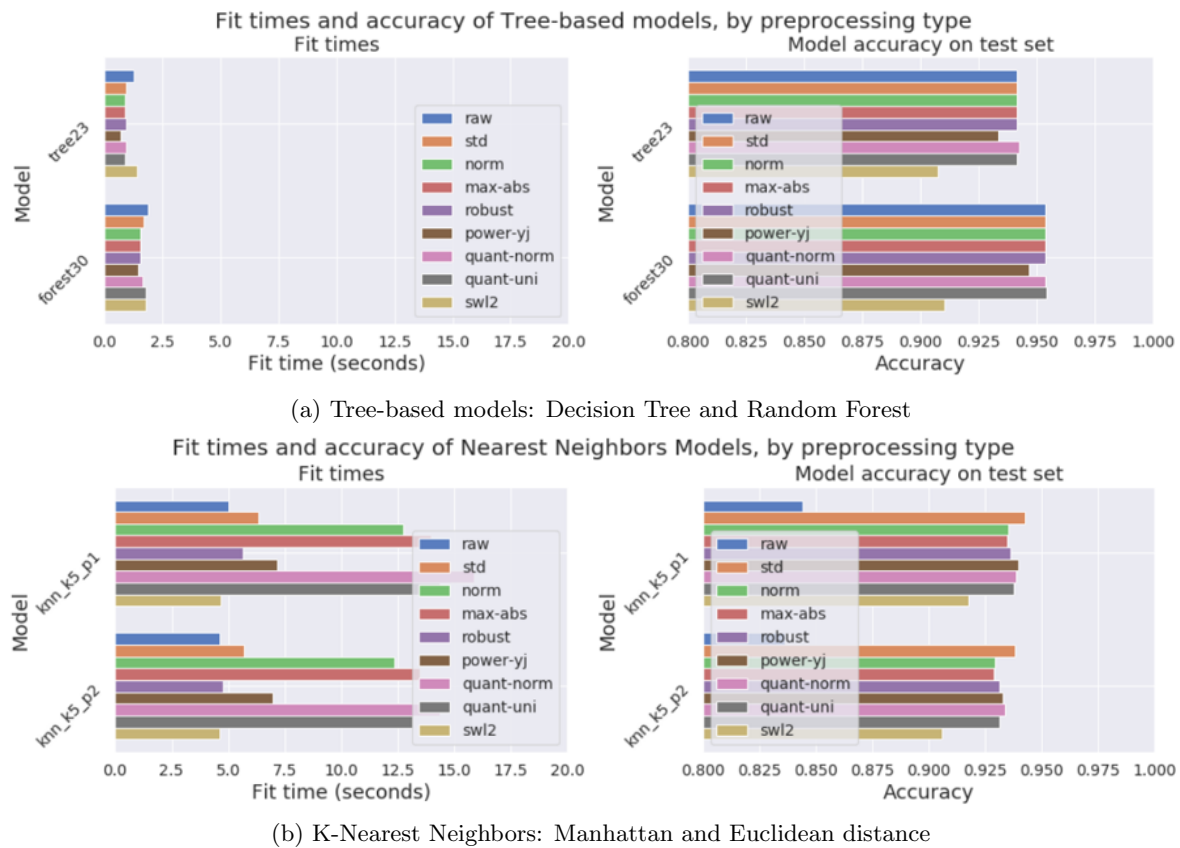 Fit times and accuracy of Tree-based models, by preprocessing type
Fit times
Model
tree23
forest30
raw
std
norm
max-abs
robust
power-yj
quant-norm
quant-uni
swl2
0.0 2.5 5.0 7.5 10.0 12.5 15.0 17.5 20.0
Fit time (seconds)
Model accuracy on test set
Model
tree23
forest30
raw
std
norm
max-abs
robust
power-yj
quant-norm
quant-uni
swl2
0.800 0.825 0.850 0.875 0.900 0.925 0.950 0.975 1.000
Accuracy
(a) Tree-based models: Decision Tree and Random Forest
Fit times and accuracy of Nearest Neighbors Models, by preprocessing type
Fit times
Model
knn_k5_p1
knn_k5_p2
raw
std
norm
max-abs
robust
power-yj
quant-norm
quant-uni
swl2
0.0 2.5 5.0 7.5 10.0 12.5 15.0 17.5 20.0
Fit time (seconds)
Model accuracy on test set
Model
knn_k5_p1
knn_k5_p2
raw
std
norm
max-abs
robust
power-yj
quant-norm
quant-uni
swl2
0.800 0.825 0.850 0.875 0.900 0.925 0.950 0.975 1.000
Accuracy
(b) K-Nearest Neighbors: Manhattan and Euclidean distance